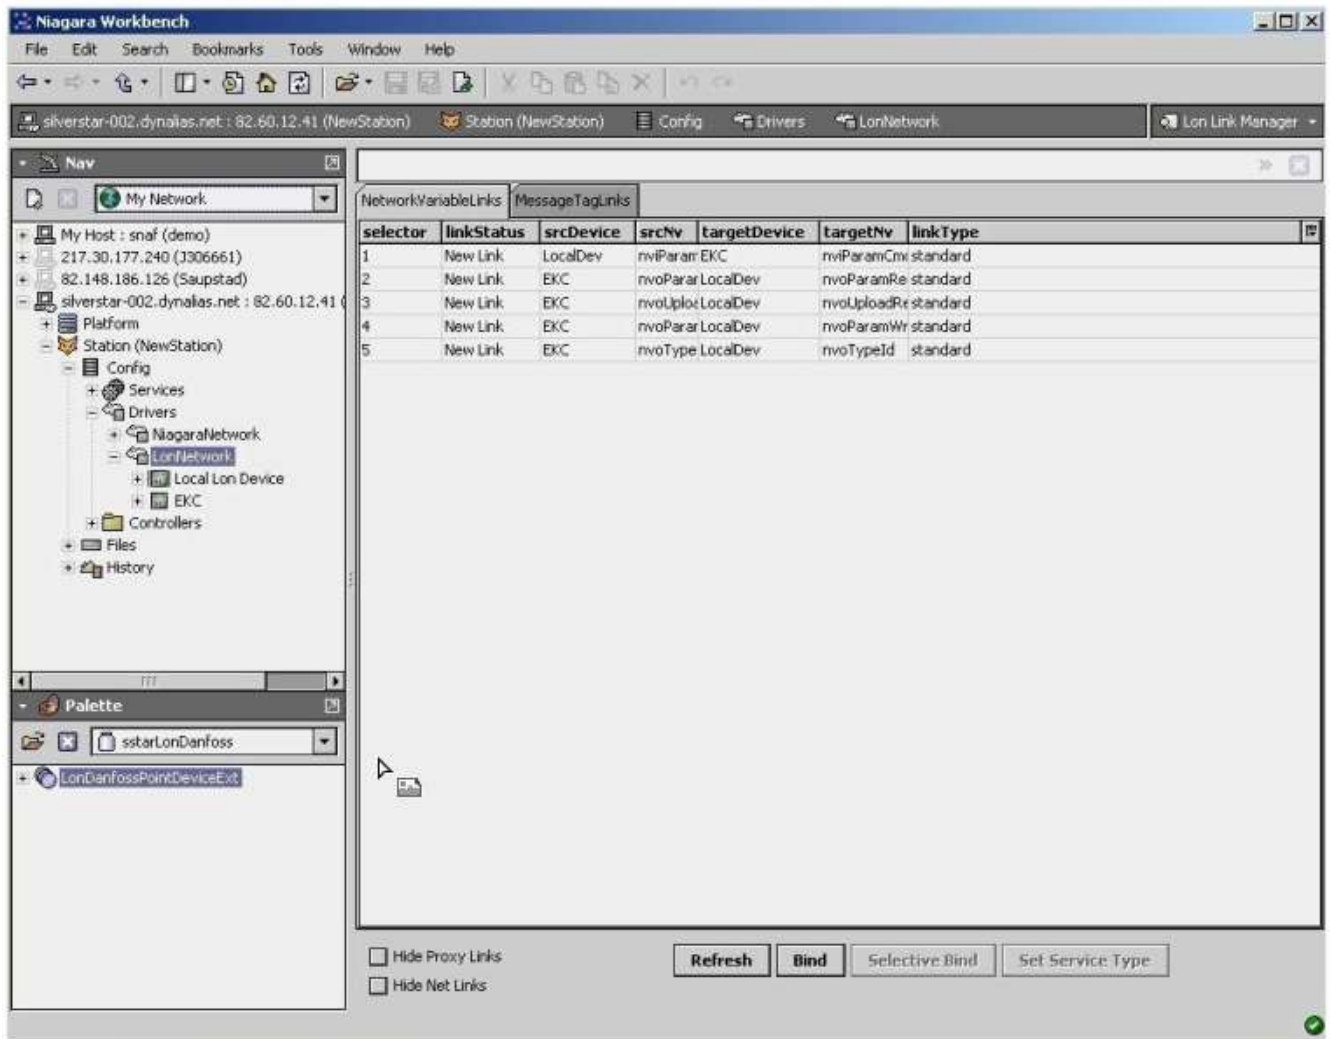 Niagara Workbench
File Edit Search Bookmarks Tools Window Help
silverstar-002.dynalias.net : 82.60.12.41 (NewStation) Station (NewStation) Config Drivers LonNetwork Lon Link Manager
Nav
My Network
My Host : snaf (demo)
217.30.177.240 (J306661)
82.148.186.126 (Saupstad)
silverstar-002.dynalias.net : 82.60.12.41 (
Platform
Station (NewStation)
Config
Services
Drivers
NiagaraNetwork
LonNetwork
Local Lon Device
EKC
Controllers
Files
History
Palette
sstarLonDanfoss
LonDanfossPointDeviceExt
NetworkVariableLinks MessageTagLinks
selector linkStatus srcDevice srcNv targetDevice targetNv linkType
1 New Link LocalDev nviParam EKC nviParamCm standard
2 New Link EKC nvoParam LocalDev nvoParamRe standard
3 New Link EKC nvoUploa LocalDev nvoUploadRe standard
4 New Link EKC nvoParam LocalDev nvoParamWr standard
5 New Link EKC nvoType LocalDev nvoTypeId standard
Hide Proxy Links
Hide Net Links
Refresh Bind Selective Bind Set Service Type